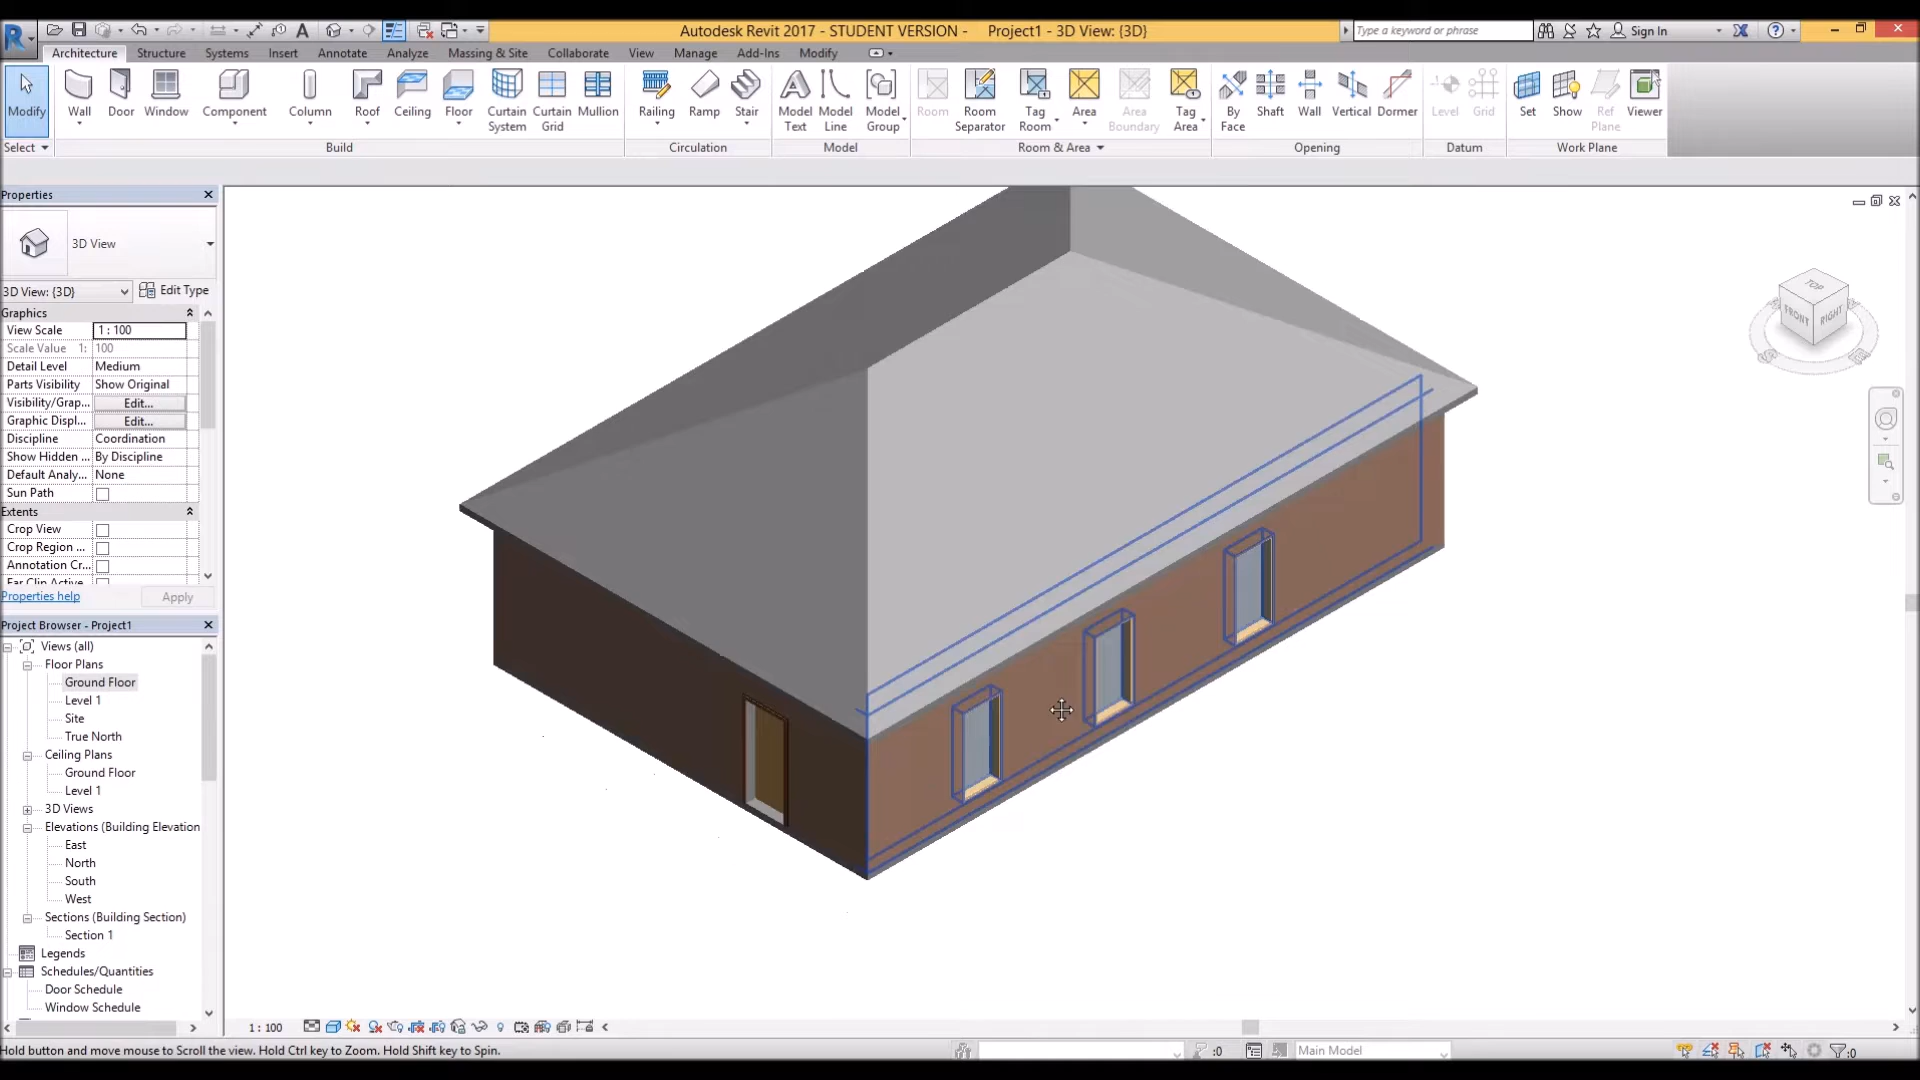 Autodesk Revit 2017 - STUDENT VERSION -    Project1 - 3D View: {3D}
Type a keyword or phrase
Sign In
Architecture Structure Systems Insert Annotate Analyze Massing & Site Collaborate View Manage Add-Ins Modify
Modify Wall Door Window Component Column Roof Ceiling Floor Curtain System Curtain Grid Mullion Railing Ramp Stair Model Text Model Line Model Group Room Room Separator Tag Room Area Area Boundary Tag Area By Face Shaft Wall Vertical Dormer Level Grid Set Show Ref Plane Viewer
Select Build Circulation Model Room & Area Opening Datum Work Plane
Properties
3D View
3D View: {3D} Edit Type
Graphics
View Scale 1 : 100
Scale Value 1: 100
Detail Level Medium
Parts Visibility Show Original
Visibility/Grap... Edit...
Graphic Displ... Edit...
Discipline Coordination
Show Hidden ... By Discipline
Default Analy... None
Sun Path
Extents
Crop View
Crop Region ...
Annotation Cr...
Far Clip Active
Properties help Apply
Project Browser - Project1
Views (all)
Floor Plans
Ground Floor
Level 1
Site
True North
Ceiling Plans
Ground Floor
Level 1
3D Views
Elevations (Building Elevation
East
North
South
West
Sections (Building Section)
Section 1
Legends
Schedules/Quantities
Door Schedule
Window Schedule
TOP
FRONT
RIGHT
1 : 100
Hold button and move mouse to Scroll the view. Hold Ctrl key to Zoom. Hold Shift key to Spin.
:0
Main Model
:0